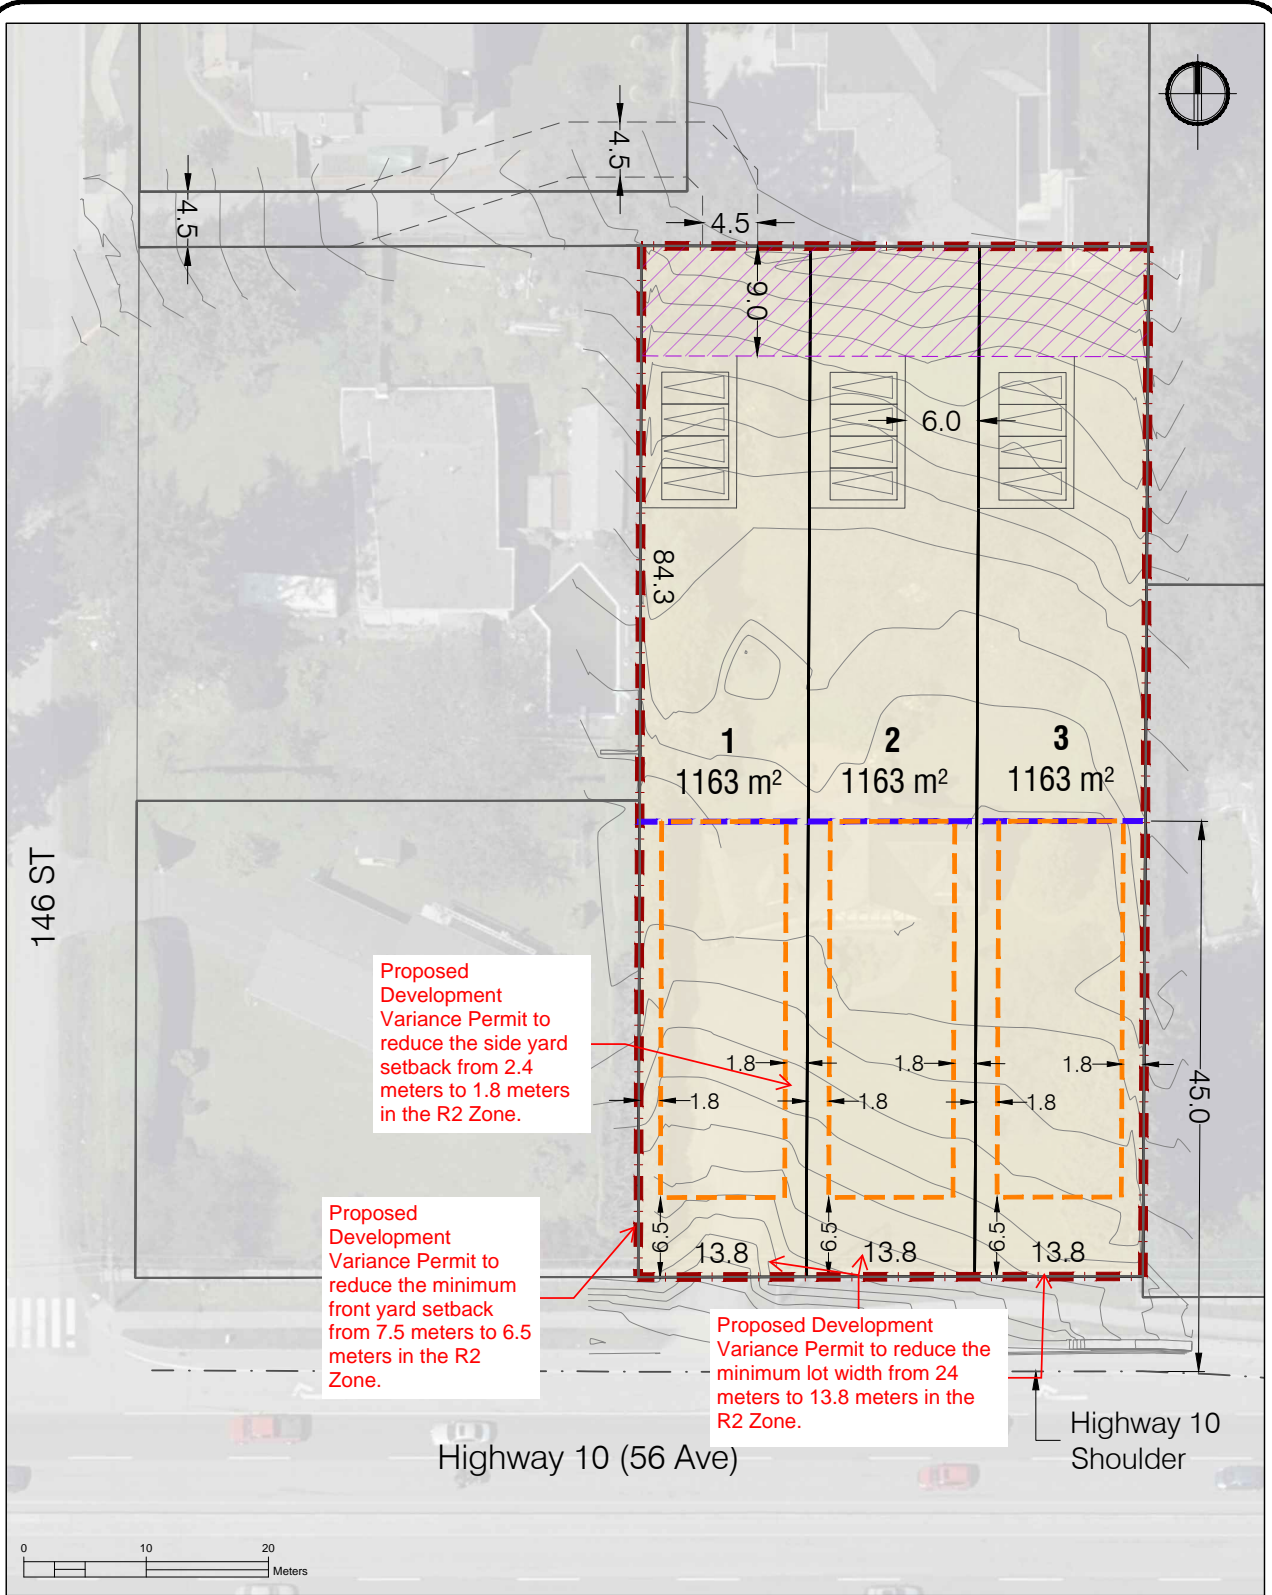 4.5
4.5
4.5
9.0
6.0
84.3
1
1163 m²
2
1163 m²
3
1163 m²
146 ST
Proposed
Development
Variance Permit to
reduce the side yard
setback from 2.4
meters to 1.8 meters
in the R2 Zone.
1.8
1.8
1.8
1.8
1.8
1.8
45.0
Proposed
Development
Variance Permit to
reduce the minimum
front yard setback
from 7.5 meters to 6.5
meters in the R2
Zone.
6.5
13.8
6.5
13.8
6.5
13.8
Proposed Development
Variance Permit to reduce the
minimum lot width from 24
meters to 13.8 meters in the
R2 Zone.
Highway 10
Shoulder
Highway 10 (56 Ave)
0 10 20
Meters